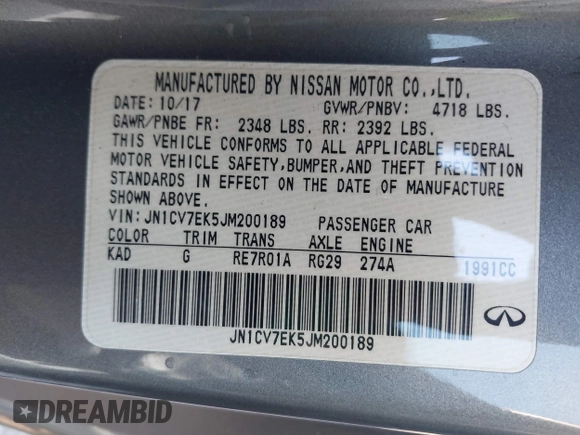 MANUFACTURED BY NISSAN MOTOR CO.,LTD.
DATE: 10/17 GVWR/PNBV: 4718 LBS.
GAWR/PNBE FR: 2348 LBS. RR: 2392 LBS.
THIS VEHICLE CONFORMS TO ALL APPLICABLE FEDERAL
MOTOR VEHICLE SAFETY,BUMPER,AND THEFT PREVENTION
STANDARDS IN EFFECT ON THE DATE OF MANUFACTURE
SHOWN ABOVE.
VIN: JN1CV7EK5JM200189 PASSENGER CAR
COLOR TRIM TRANS AXLE ENGINE
KAD G RE7R01A RG29 274A 1991CC
JN1CV7EK5JM200189
DREAMBID